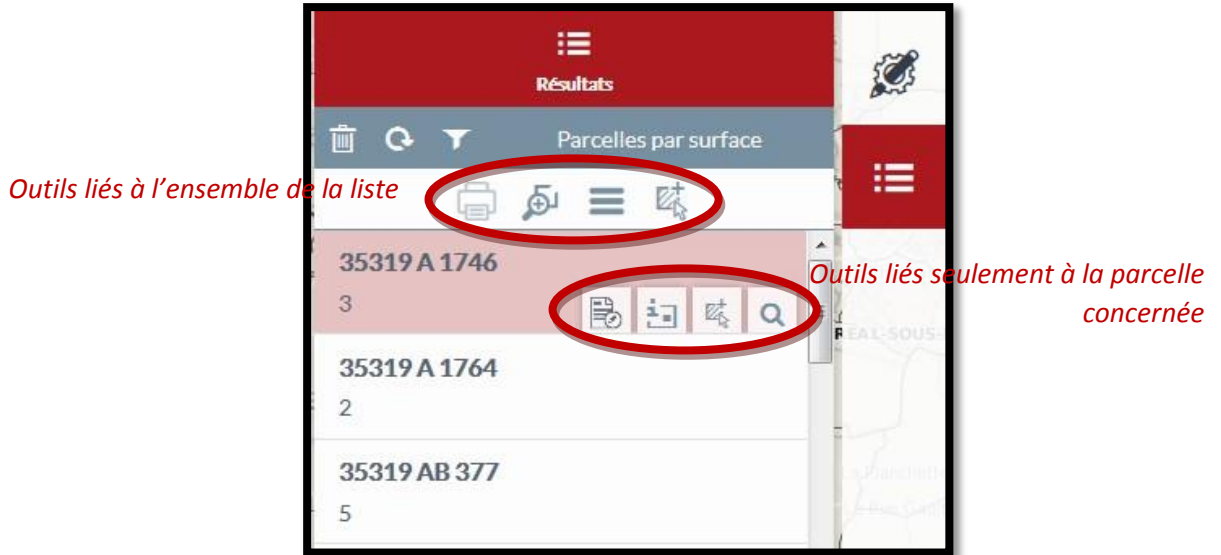 Résultats
Parcelles par surface
Outils liés à l’ensemble de la liste
35319 A 1746
3
Outils liés seulement à la parcelle
concernée
35319 A 1764
2
35319 AB 377
5